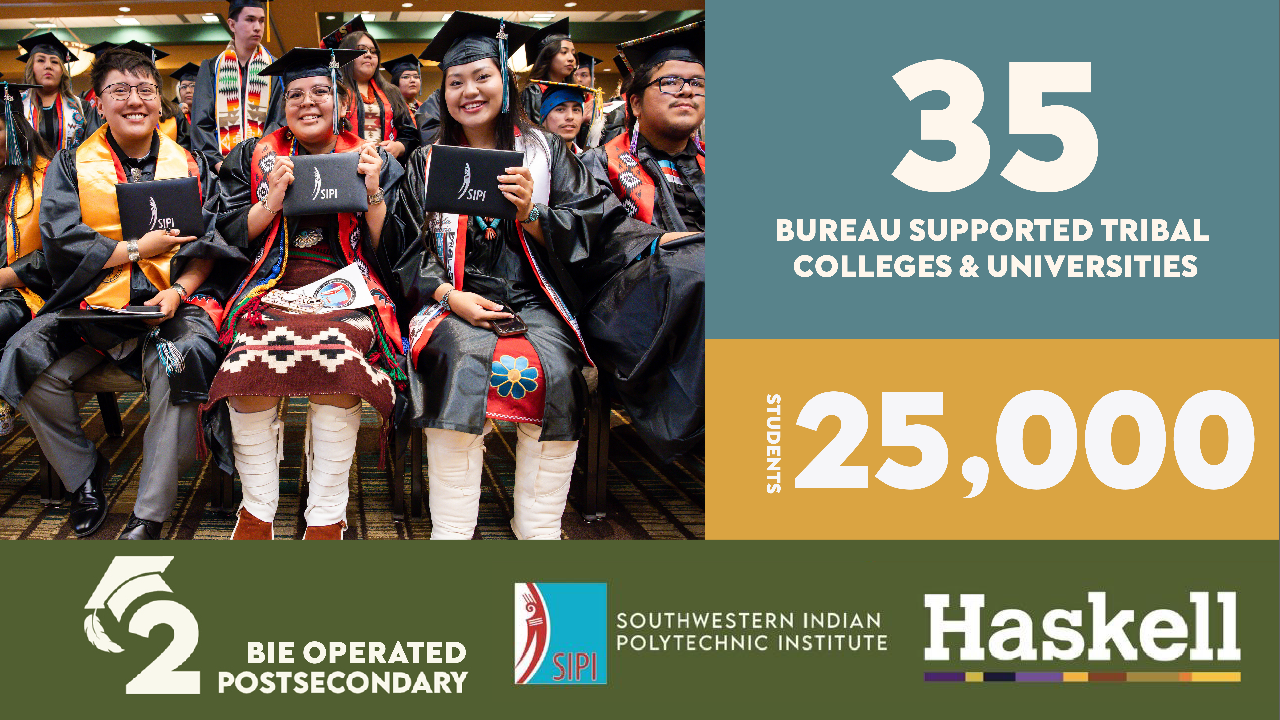 SIPI
SIPI
SIPI
35
BUREAU SUPPORTED TRIBAL
COLLEGES & UNIVERSITIES
STUDENTS
25,000
2
BIE OPERATED
POSTSECONDARY
SIPI
SOUTHWESTERN INDIAN
POLYTECHNIC INSTITUTE
Haskell